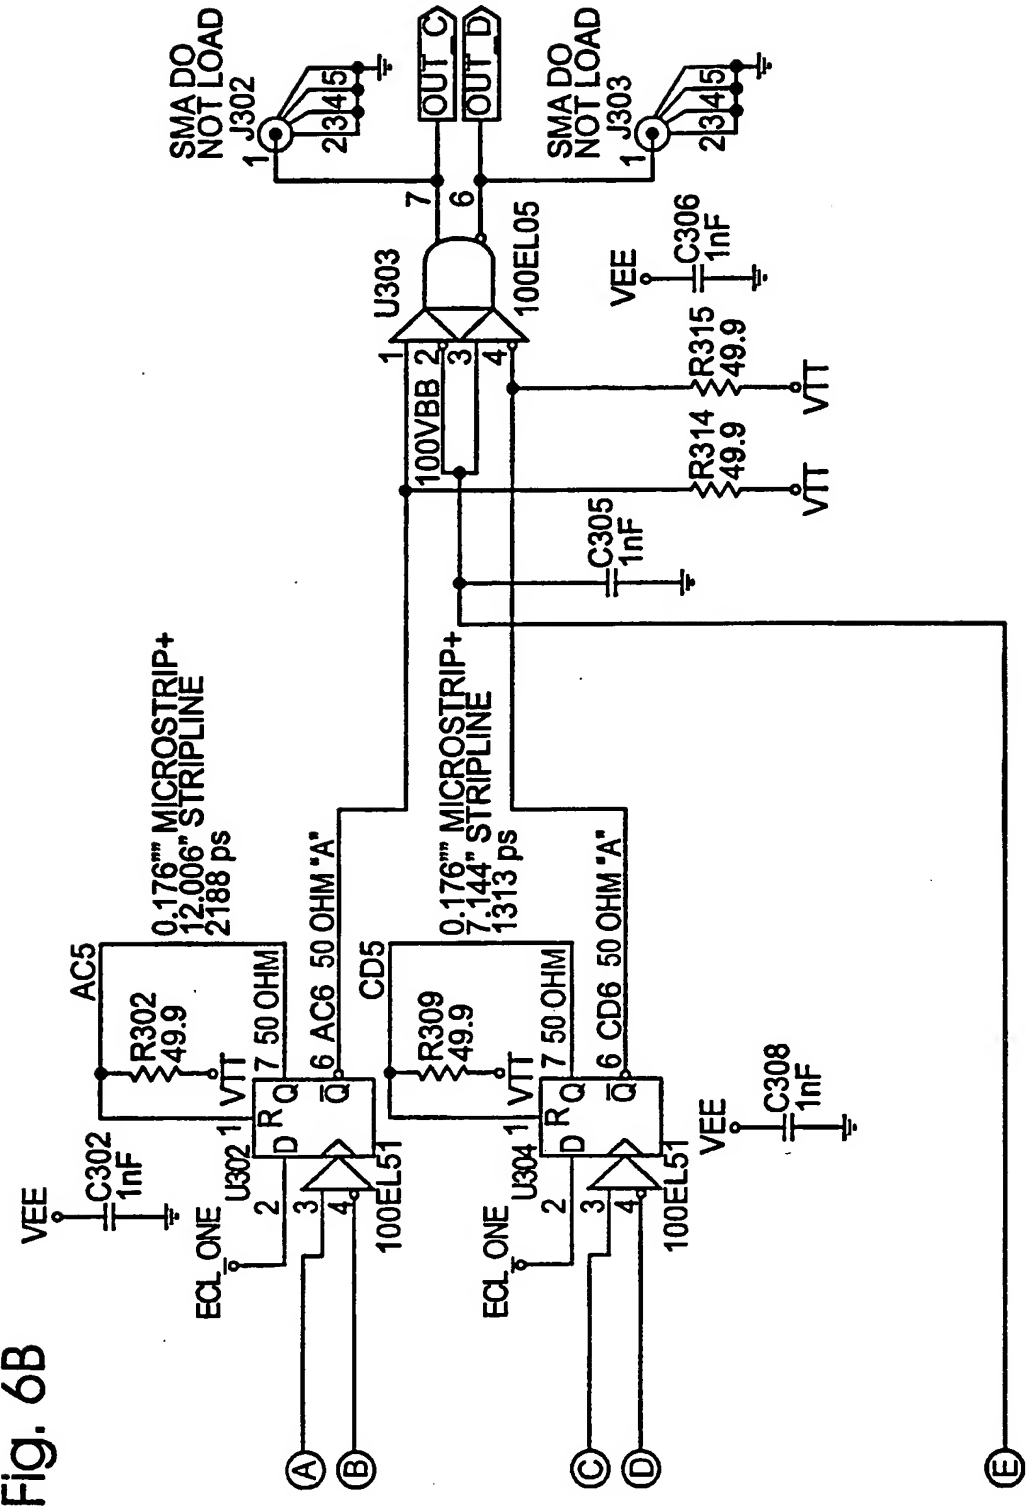 Fig. 6B
VEE
C302
1nF
ECL_ONE
AC5
R302
49.9
VTT
0.176"" MICROSTRIP+
12.006" STRIPLINE
2188 ps
U302
1
2
3
4
D
R
Q
Q
7 50 OHM
6 AC6 50 OHM "A"
100EL51
A
B
ECL_ONE
CD5
R309
49.9
VTT
0.176"" MICROSTRIP+
7.144" STRIPLINE
1313 ps
U304
1
2
3
4
D
R
Q
Q
7 50 OHM
6 CD6 50 OHM "A"
100EL51
C
D
VEE
C308
1nF
E
C305
1nF
100VBB
R314
49.9
VTT
R315
49.9
VTT
U303
1
2
3
4
100EL05
7
6
VEE
C306
1nF
SMA DO
NOT LOAD
J302
1
2 3 4 5
OUT_C
OUT_D
SMA DO
NOT LOAD
J303
1
2 3 4 5